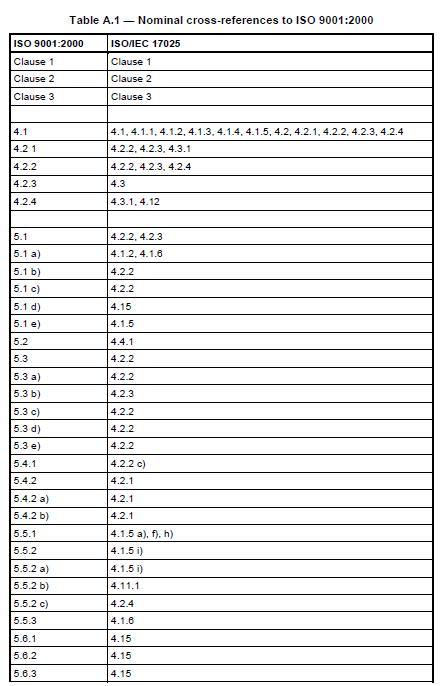 Table A.1 — Nominal cross-references to ISO 9001:2000
ISO 9001:2000 ISO/IEC 17025
Clause 1 Clause 1
Clause 2 Clause 2
Clause 3 Clause 3
4.1 4.1, 4.1.1, 4.1.2, 4.1.3, 4.1.4, 4.1.5, 4.2, 4.2.1, 4.2.2, 4.2.3, 4.2.4
4.2 1 4.2.2, 4.2.3, 4.3.1
4.2.2 4.2.2, 4.2.3, 4.2.4
4.2.3 4.3
4.2.4 4.3.1, 4.12
5.1 4.2.2, 4.2.3
5.1 a) 4.1.2, 4.1.6
5.1 b) 4.2.2
5.1 c) 4.2.2
5.1 d) 4.15
5.1 e) 4.1.5
5.2 4.4.1
5.3 4.2.2
5.3 a) 4.2.2
5.3 b) 4.2.3
5.3 c) 4.2.2
5.3 d) 4.2.2
5.3 e) 4.2.2
5.4.1 4.2.2 c)
5.4.2 4.2.1
5.4.2 a) 4.2.1
5.4.2 b) 4.2.1
5.5.1 4.1.5 a), f), h)
5.5.2 4.1.5 i)
5.5.2 a) 4.1.5 i)
5.5.2 b) 4.11.1
5.5.2 c) 4.2.4
5.5.3 4.1.6
5.6.1 4.15
5.6.2 4.15
5.6.3 4.15